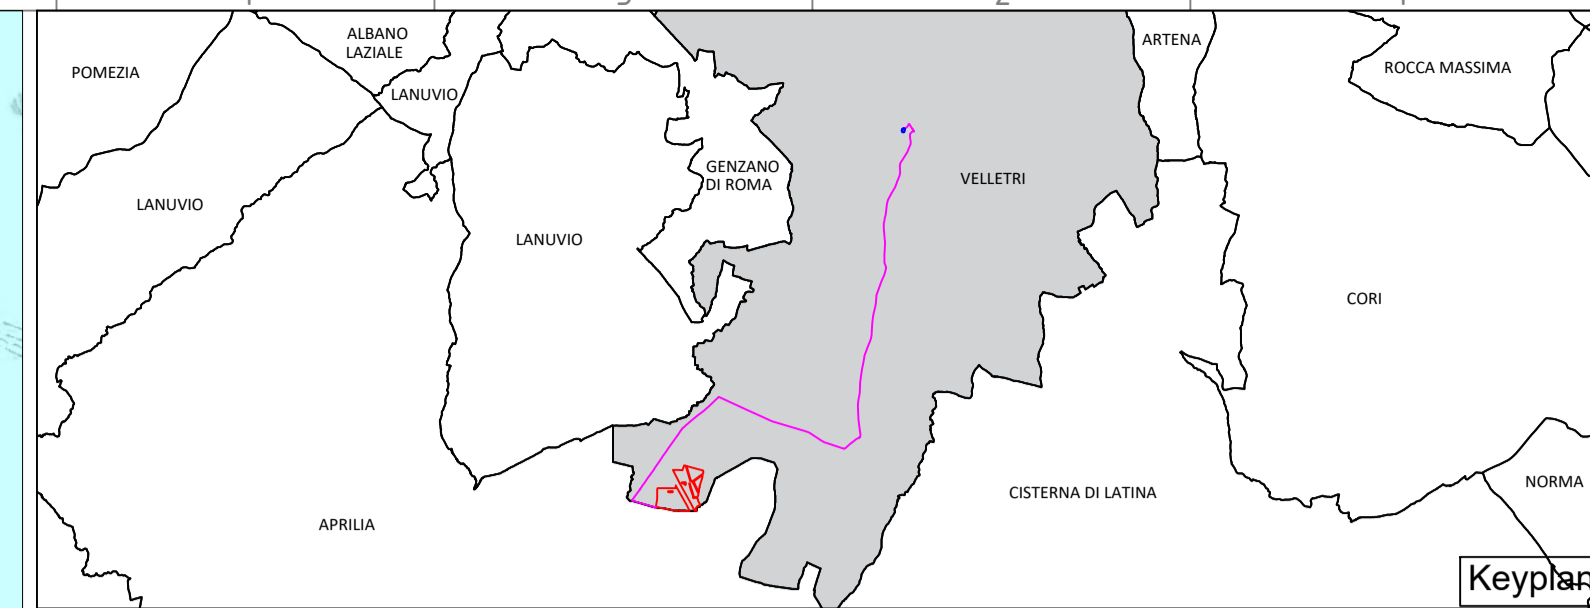 ALBANO
LAZIALE
ARTENA
POMEZIA
ROCCA MASSIMA
LANUVIO
GENZANO
DI ROMA
VELLETRI
LANUVIO
LANUVIO
CORI
NORMA
CISTERNA DI LATINA
APRILIA
Keyplan